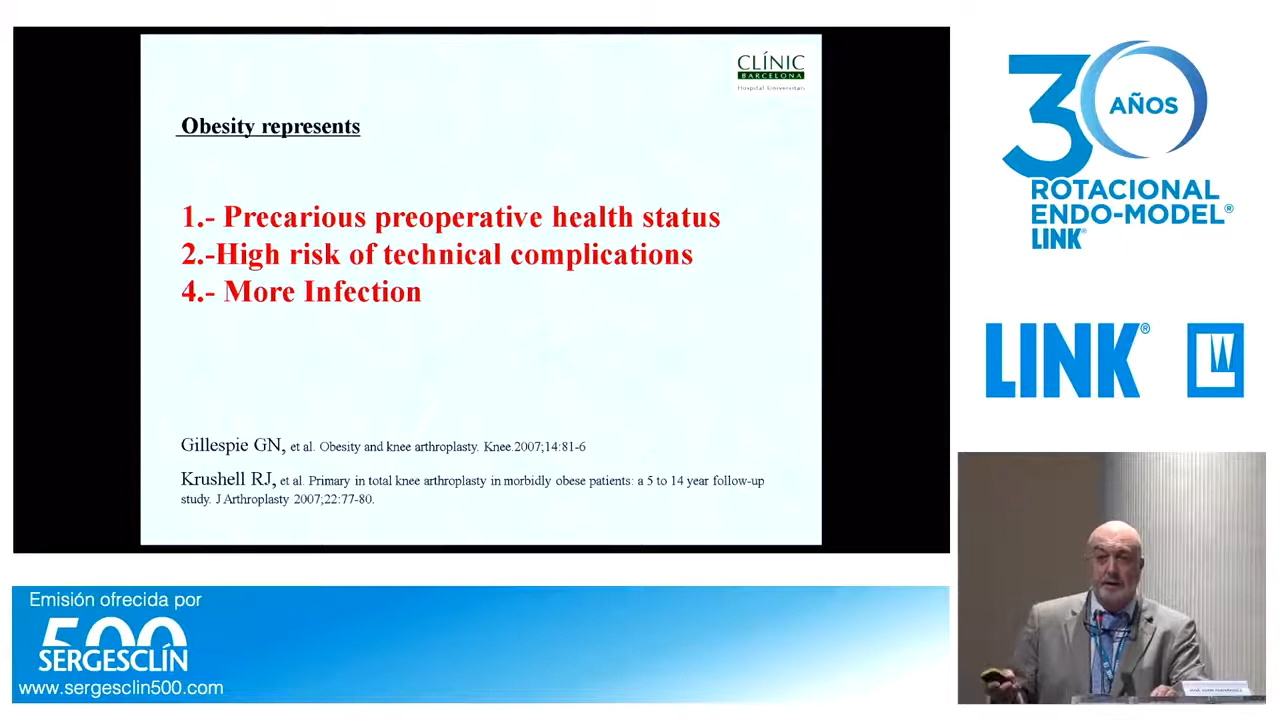 CLÍNIC
BARCELONA
Hospital Universitari
Obesity represents
1.- Precarious preoperative health status
2.-High risk of technical complications
4.- More Infection
Gillespie GN, et al. Obesity and knee arthroplasty. Knee.2007;14:81-6
Krushell RJ, et al. Primary in total knee arthroplasty in morbidly obese patients: a 5 to 14 year follow-up
study. J Arthroplasty 2007;22:77-80.
30 AÑOS
ROTACIONAL
ENDO-MODEL®
LINK®
LINK®
Emisión ofrecida por
500
SERGESCLÍN
www.sergesclin500.com